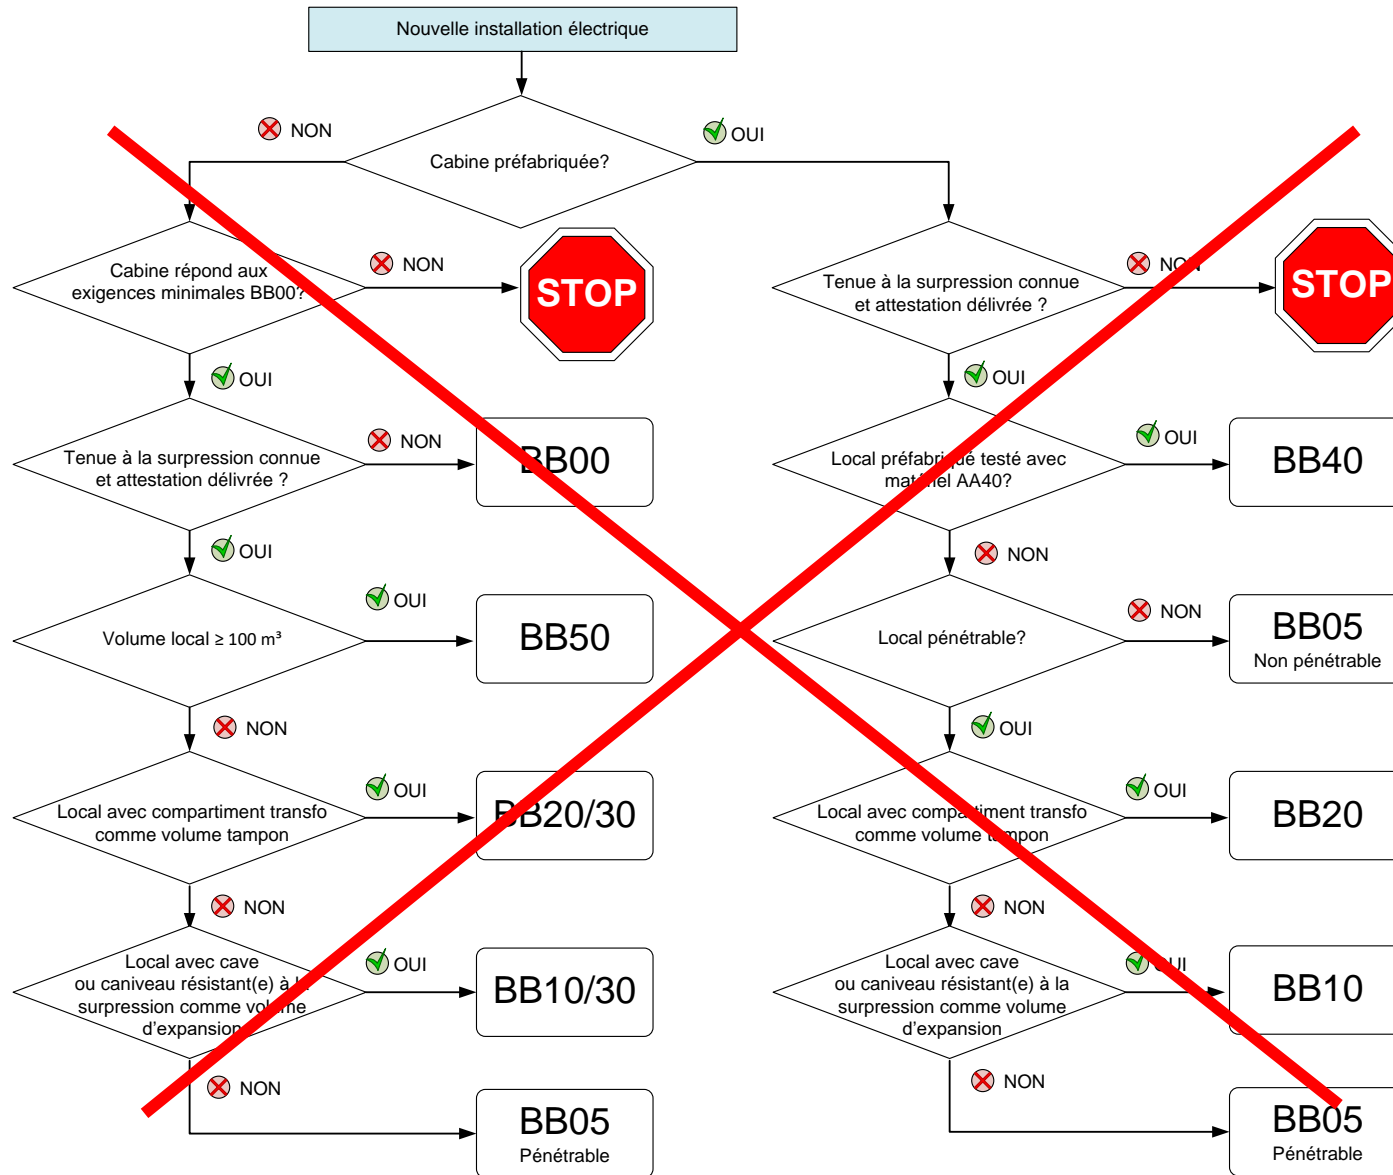 Nouvelle installation électrique
NON
OUI
Cabine préfabriquée?
Cabine répond aux
exigences minimales BB00?
NON
STOP
Tenue à la surpression connue
et attestation délivrée ?
NON
STOP
OUI
OUI
Tenue à la surpression connue
et attestation délivrée ?
NON
BB00
Local préfabriqué testé avec
matériel AA40?
OUI
BB40
OUI
NON
Volume local ≥ 100 m³
OUI
BB50
Local pénétrable?
NON
BB05
Non pénétrable
NON
OUI
Local avec compartiment transfo
comme volume tampon
OUI
BB20/30
Local avec compartiment transfo
comme volume tampon
OUI
BB20
NON
NON
Local avec cave
ou caniveau résistant(e) à la
surpression comme volume
d'expansion
OUI
BB10/30
Local avec cave
ou caniveau résistant(e) à la
surpression comme volume
d'expansion
OUI
BB10
NON
NON
BB05
Pénétrable
BB05
Pénétrable